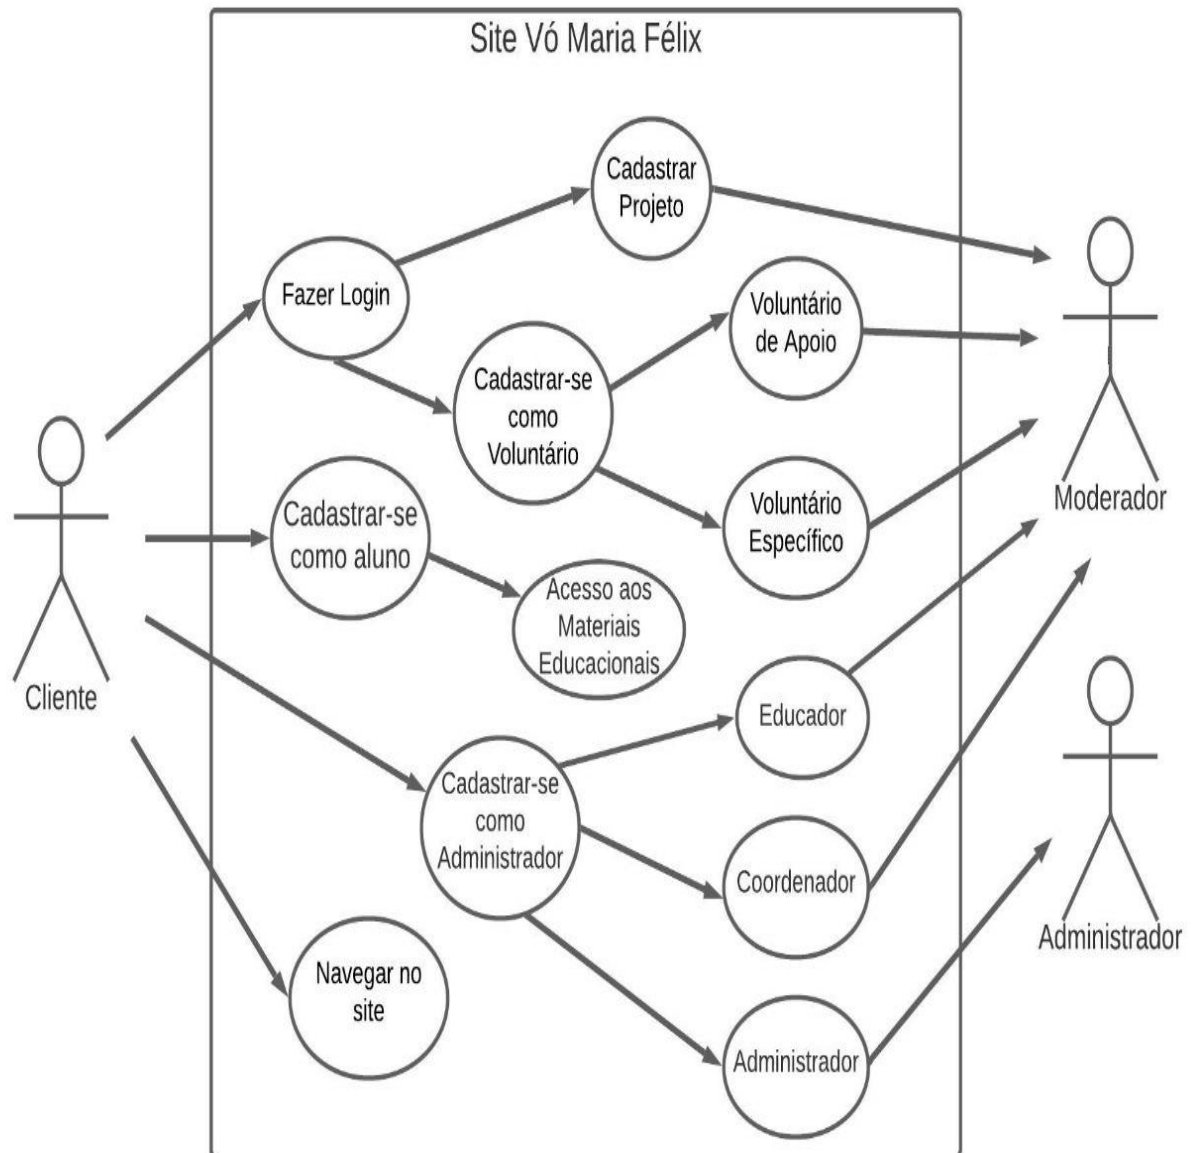 Site Vó Maria Félix
Cadastrar
Projeto
Fazer Login
Voluntário
de Apoio
Cadastrar-se
como
Voluntário
Moderador
Cadastrar-se
como aluno
Voluntário
Específico
Acesso aos
Materiais
Educacionais
Cliente
Educador
Cadastrar-se
como
Administrador
Coordenador
Administrador
Navegar no
site
Administrador